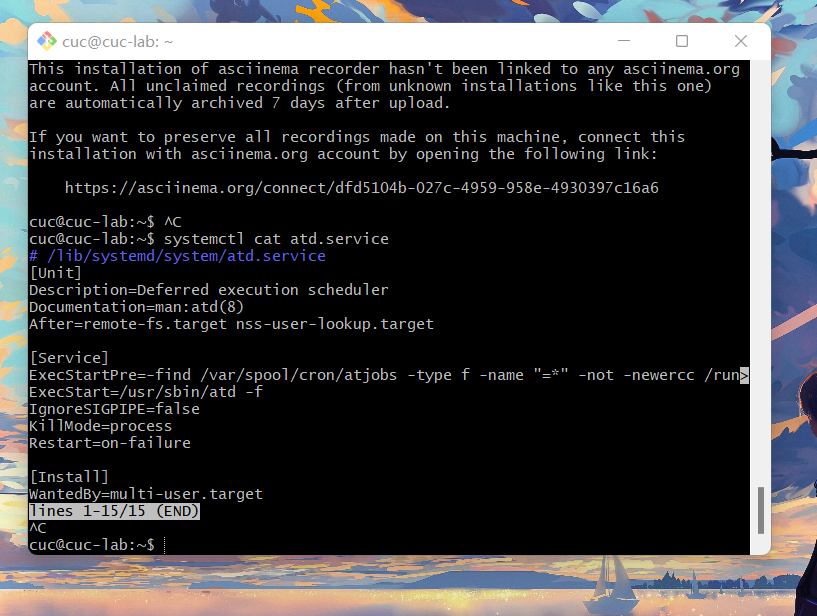 cuc@cuc-lab: ~
This installation of asciinema recorder hasn't been linked to any asciinema.org
account. All unclaimed recordings (from unknown installations like this one)
are automatically archived 7 days after upload.
If you want to preserve all recordings made on this machine, connect this
installation with asciinema.org account by opening the following link:
https://asciinema.org/connect/dfd5104b-027c-4959-958e-4930397c16a6
cuc@cuc-lab:~$ ^C
cuc@cuc-lab:~$ systemctl cat atd.service
# /lib/systemd/system/atd.service
[Unit]
Description=Deferred execution scheduler
Documentation=man:atd(8)
After=remote-fs.target nss-user-lookup.target
[Service]
ExecStartPre=-find /var/spool/cron/atjobs -type f -name "=*" -not -newercc /run>
ExecStart=/usr/sbin/atd -f
IgnoreSIGPIPE=false
KillMode=process
Restart=on-failure
[Install]
WantedBy=multi-user.target
lines 1-15/15 (END)
^C
cuc@cuc-lab:~$